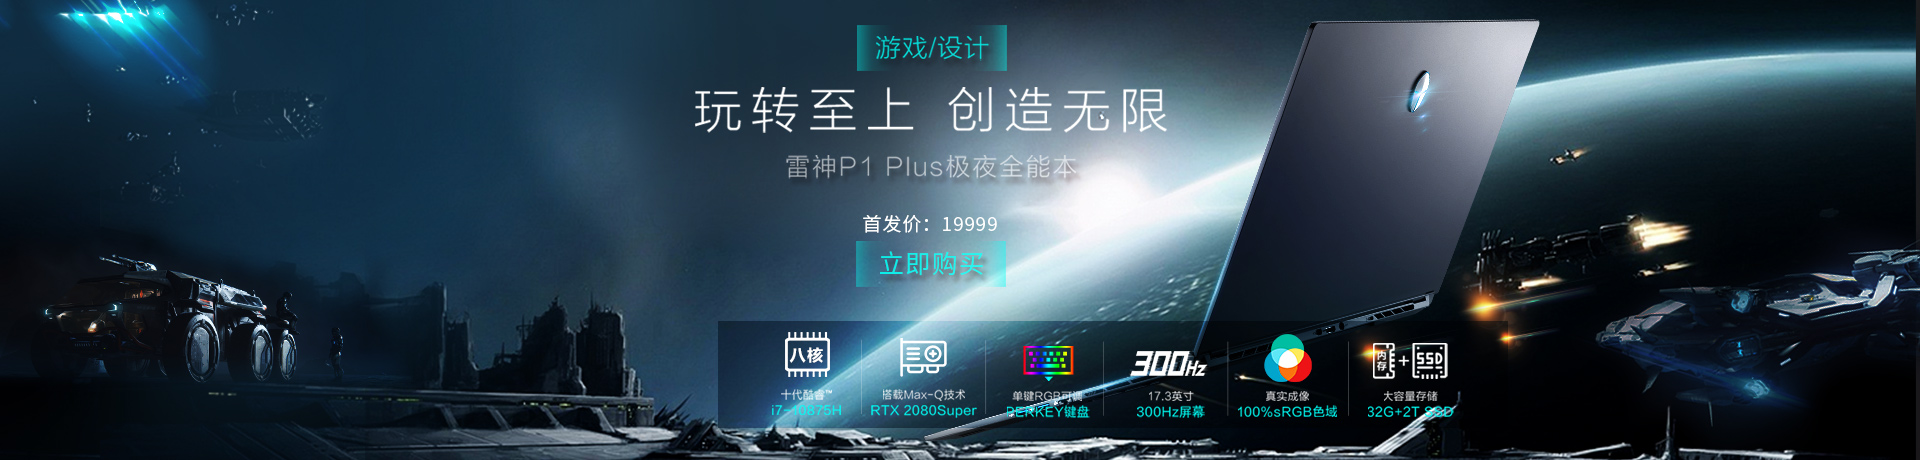 游戏/设计
玩转至上 创造无限
雷神P1 Plus极夜全能本
首发价：19999
立即购买
八核
十代酷睿™
i7-10875H
搭载Max-Q技术
RTX 2080Super
单键RGB可调
PERKEY键盘
300Hz
17.3英寸
300Hz屏幕
真实成像
100%sRGB色域
内存+SSD
大容量存储
32G+2T SSD